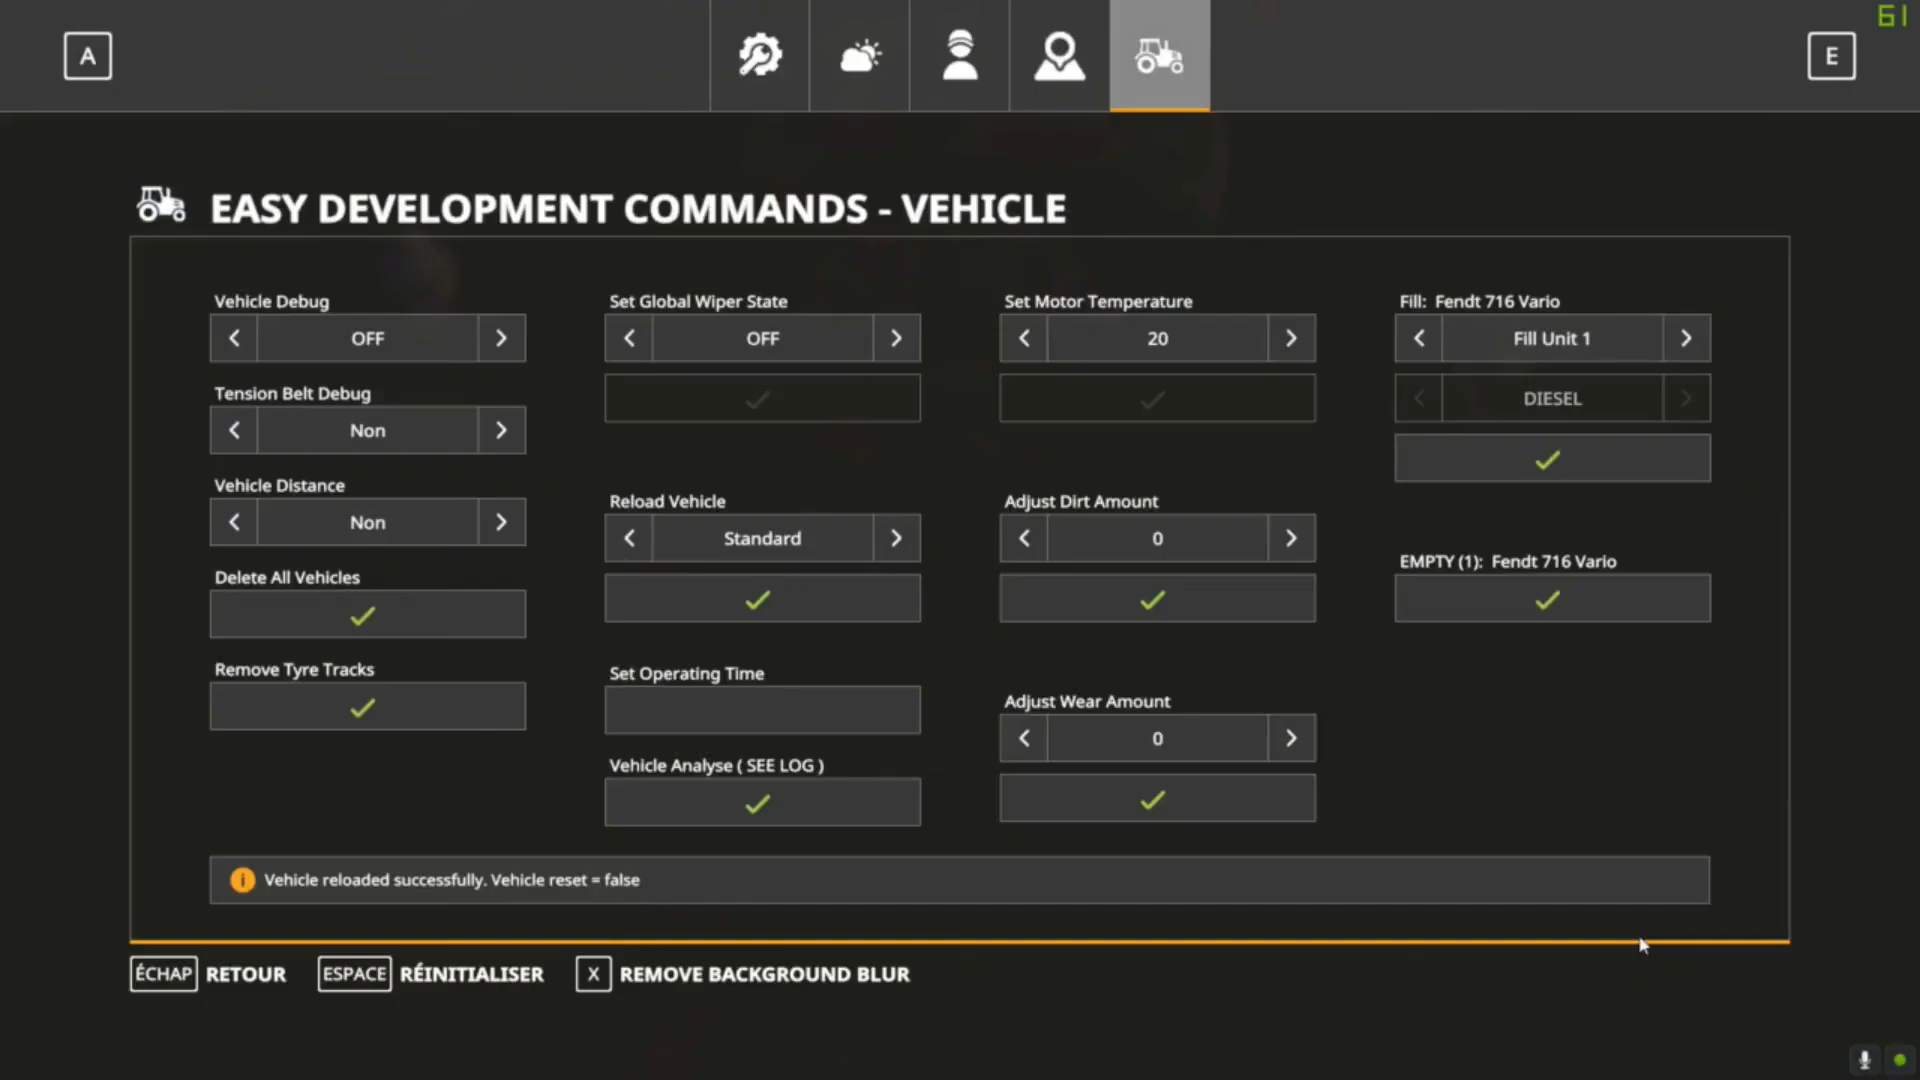 61
A
E
EASY DEVELOPMENT COMMANDS - VEHICLE
Vehicle Debug
OFF
Tension Belt Debug
Non
Vehicle Distance
Non
Delete All Vehicles
Remove Tyre Tracks
Set Global Wiper State
OFF
Reload Vehicle
Standard
Set Operating Time
Vehicle Analyse ( SEE LOG )
Set Motor Temperature
20
Adjust Dirt Amount
0
Adjust Wear Amount
0
Fill: Fendt 716 Vario
Fill Unit 1
DIESEL
EMPTY (1): Fendt 716 Vario
Vehicle reloaded successfully. Vehicle reset = false
ÉCHAP RETOUR ESPACE RÉINITIALISER X REMOVE BACKGROUND BLUR